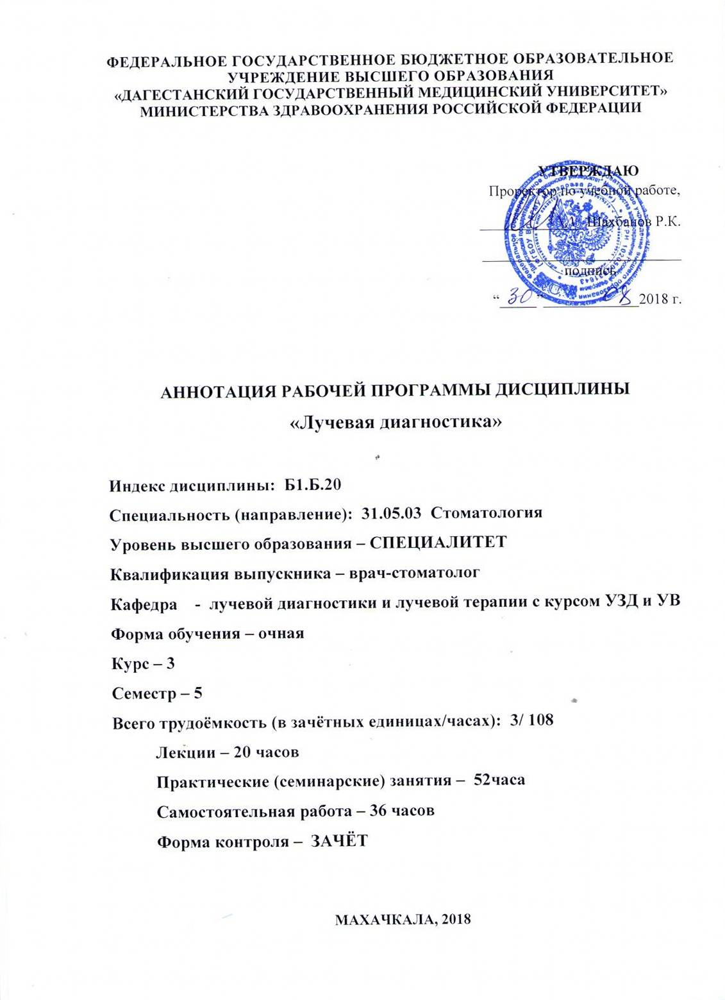 ФЕДЕРАЛЬНОЕ ГОСУДАРСТВЕННОЕ БЮДЖЕТНОЕ ОБРАЗОВАТЕЛЬНОЕ
УЧРЕЖДЕНИЕ ВЫСШЕГО ОБРАЗОВАНИЯ
«ДАГЕСТАНСКИЙ ГОСУДАРСТВЕННЫЙ МЕДИЦИНСКИЙ УНИВЕРСИТЕТ»
МИНИСТЕРСТВА ЗДРАВООХРАНЕНИЯ РОССИЙСКОЙ ФЕДЕРАЦИИ
УТВЕРЖДАЮ
Проректор по учебной работе,
Шахбанов Р.К.
подпись
“ 30 ” 08 2018 г.
АННОТАЦИЯ РАБОЧЕЙ ПРОГРАММЫ ДИСЦИПЛИНЫ
«Лучевая диагностика»
Индекс дисциплины: Б1.Б.20
Специальность (направление): 31.05.03 Стоматология
Уровень высшего образования – СПЕЦИАЛИТЕТ
Квалификация выпускника – врач-стоматолог
Кафедра - лучевой диагностики и лучевой терапии с курсом УЗД и УВ
Форма обучения – очная
Курс – 3
Семестр – 5
Всего трудоёмкость (в зачётных единицах/часах): 3/ 108
Лекции – 20 часов
Практические (семинарские) занятия – 52часа
Самостоятельная работа – 36 часов
Форма контроля – ЗАЧЁТ
МАХАЧКАЛА, 2018